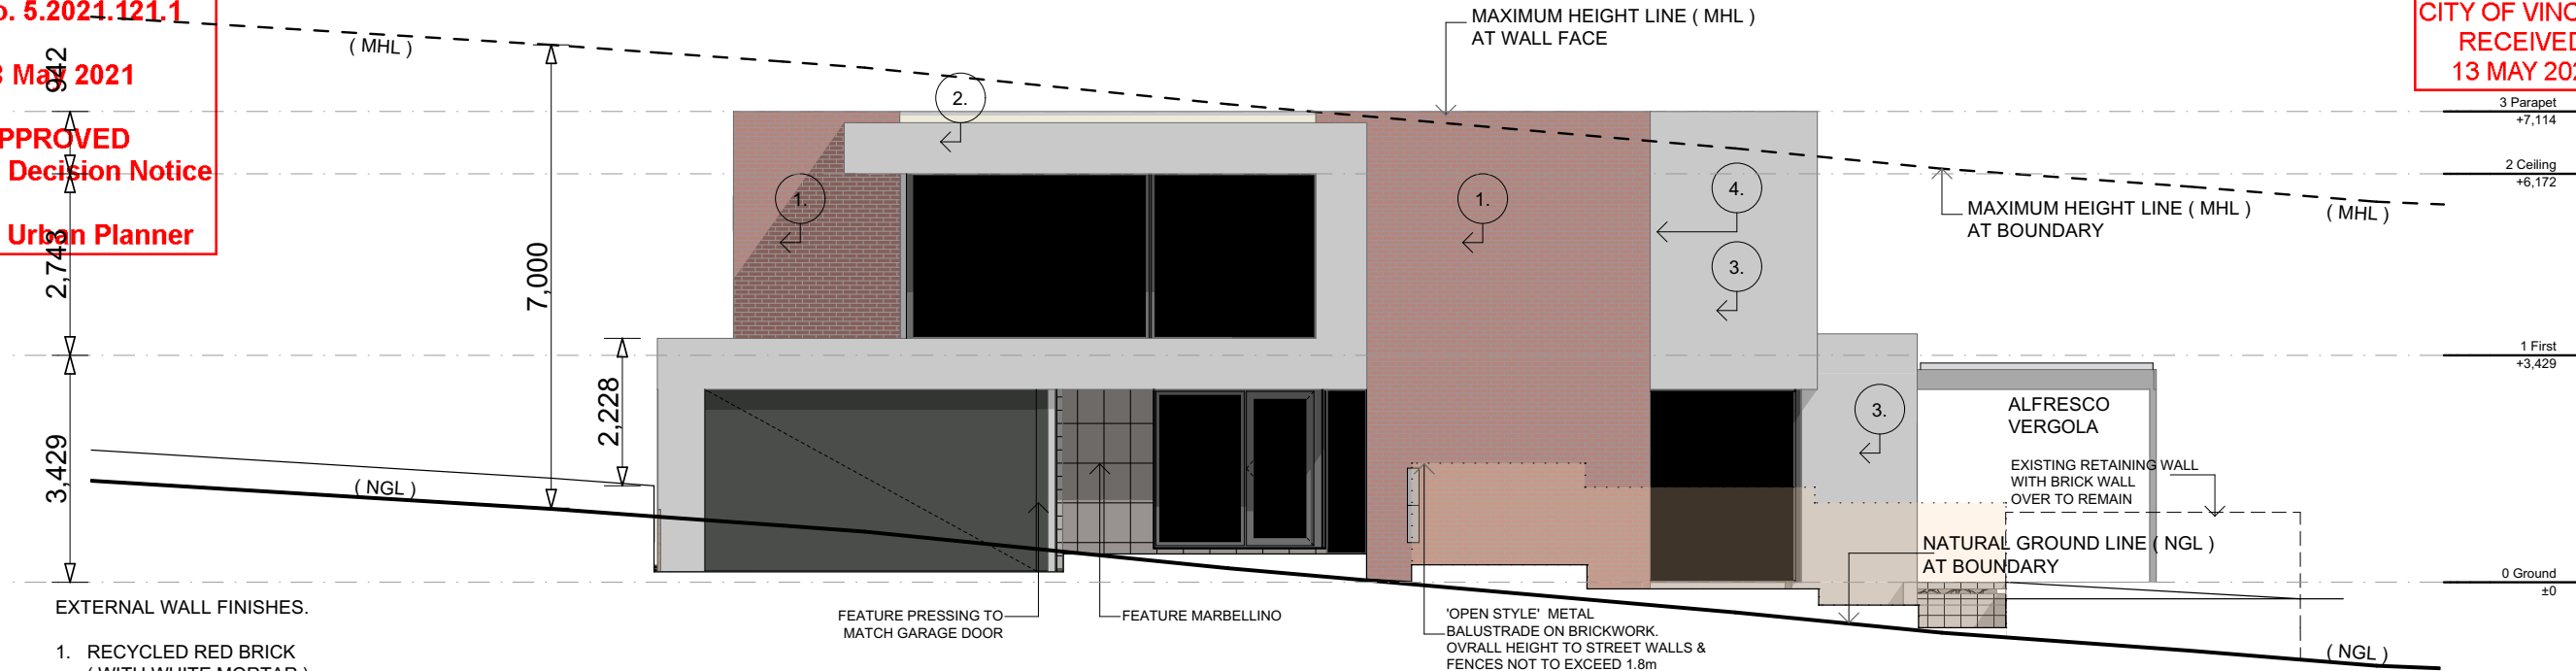 5.2021.121.1
May 2021
Decision Notice
Urban Planner
CITY OF
RECEIVED
13 MAY
942
2,743
3,429
( MHL )
7,000
2,228
( NGL )
2.
1.
1.
4.
3.
3.
MAXIMUM HEIGHT LINE ( MHL )
AT WALL FACE
MAXIMUM HEIGHT LINE ( MHL )
AT BOUNDARY
( MHL )
3 Parapet
+7,114
2 Ceiling
+6,172
1 First
+3,429
0 Ground
±0
ALFRESCO
VERGOLA
EXISTING RETAINING WALL
WITH BRICK WALL
OVER TO REMAIN
NATURAL GROUND LINE ( NGL )
AT BOUNDARY
( NGL )
FEATURE PRESSING TO
MATCH GARAGE DOOR
FEATURE MARBELLINO
'OPEN STYLE' METAL
BALUSTRADE ON BRICKWORK.
OVRALL HEIGHT TO STREET WALLS &
FENCES NOT TO EXCEED 1.8m
EXTERNAL WALL FINISHES.
1. RECYCLED RED BRICK
( WITH WHITE MORTAR )